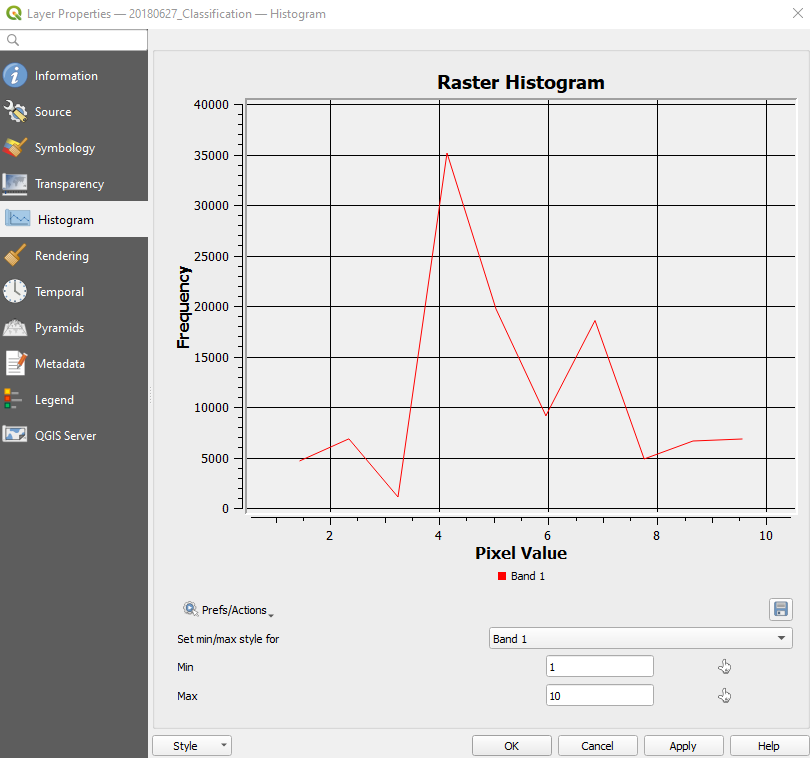 Layer Properties — 20180627_Classification — Histogram
Information
Source
Symbology
Transparency
Histogram
Rendering
Temporal
Pyramids
Metadata
Legend
QGIS Server
Raster Histogram
40000
35000
30000
25000
20000
15000
10000
5000
0
Frequency
2 4 6 8 10
Pixel Value
Band 1
Prefs/Actions
Set min/max style for Band 1
Min 1
Max 10
Style OK Cancel Apply Help